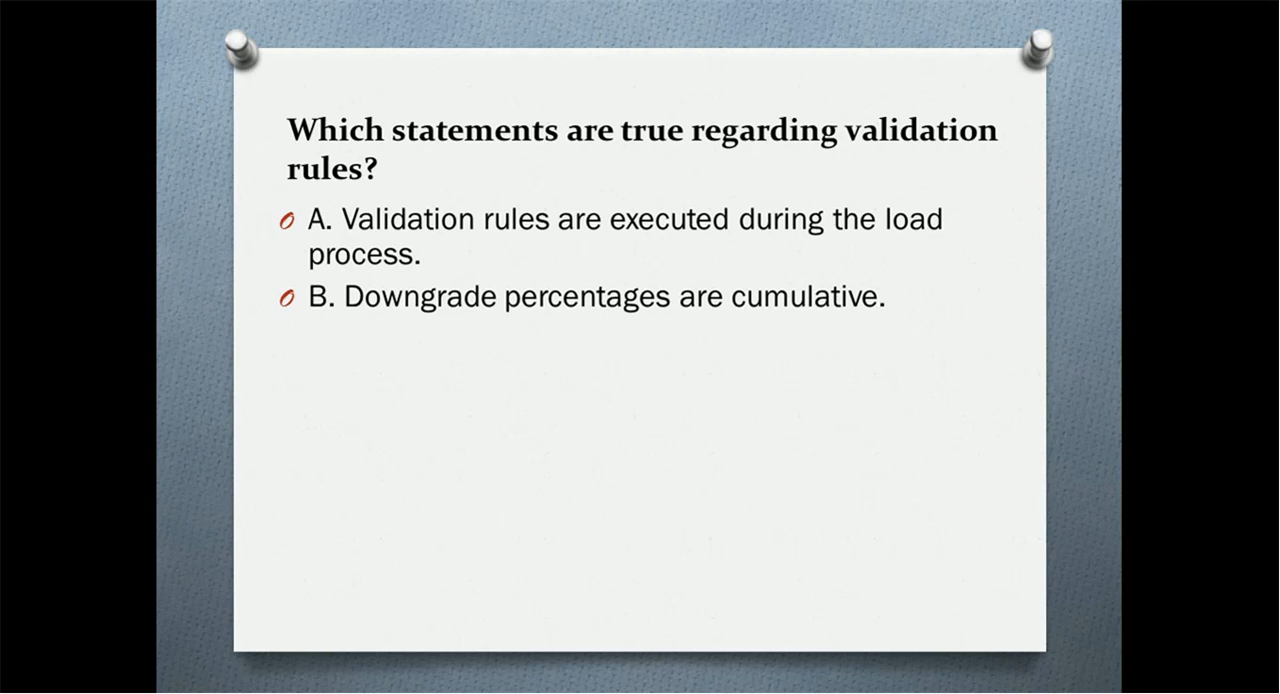 Which statements are true regarding validation
rules?
A. Validation rules are executed during the load
process.
B. Downgrade percentages are cumulative.